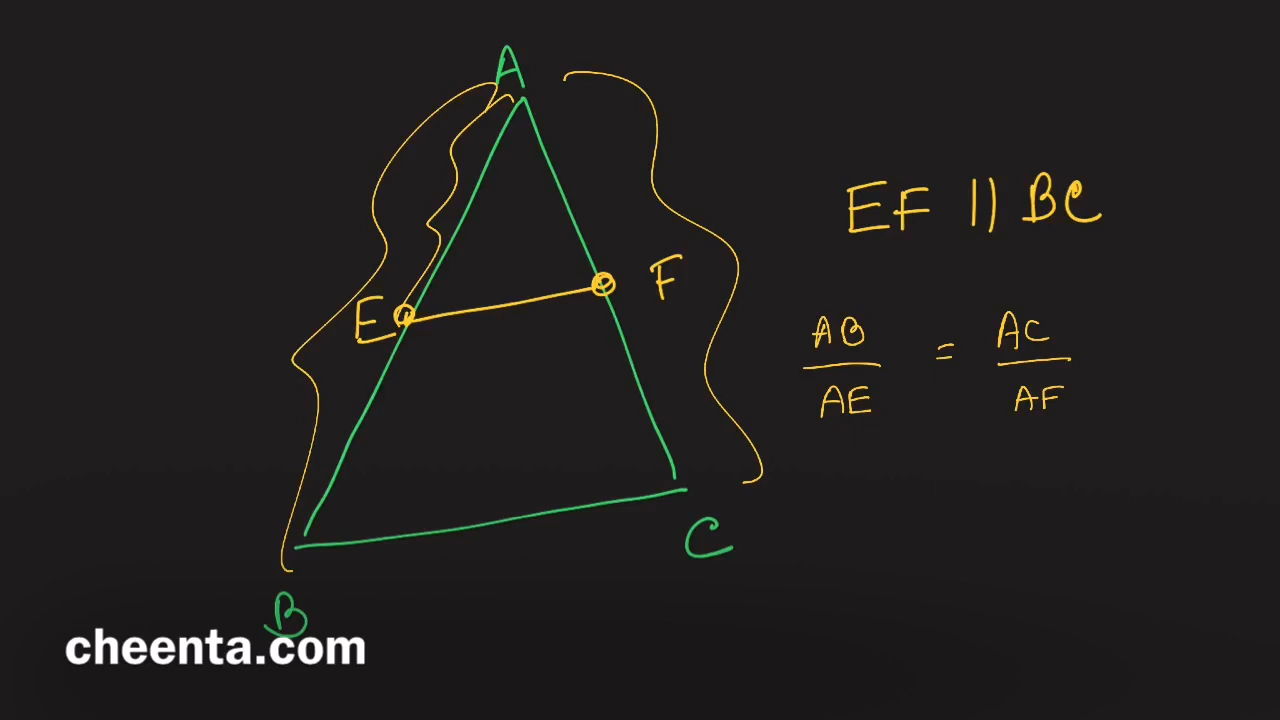 A
EF || BC
F
E
AB/AE = AC/AF
C
B
cheenta.com